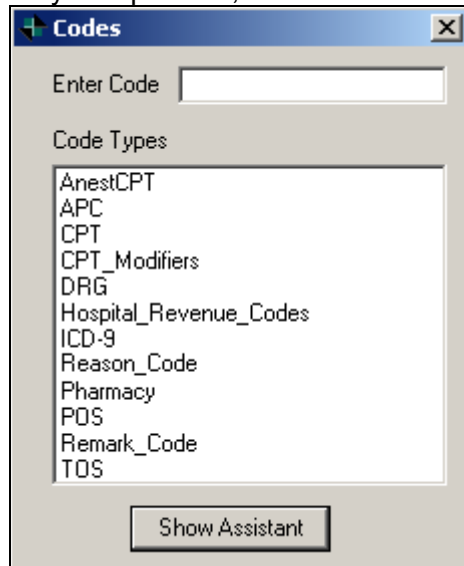 Codes
Enter Code
Code Types
AnestCPT
APC
CPT
CPT_Modifiers
DRG
Hospital_Revenue_Codes
ICD-9
Reason_Code
Pharmacy
POS
Remark_Code
TOS
Show Assistant